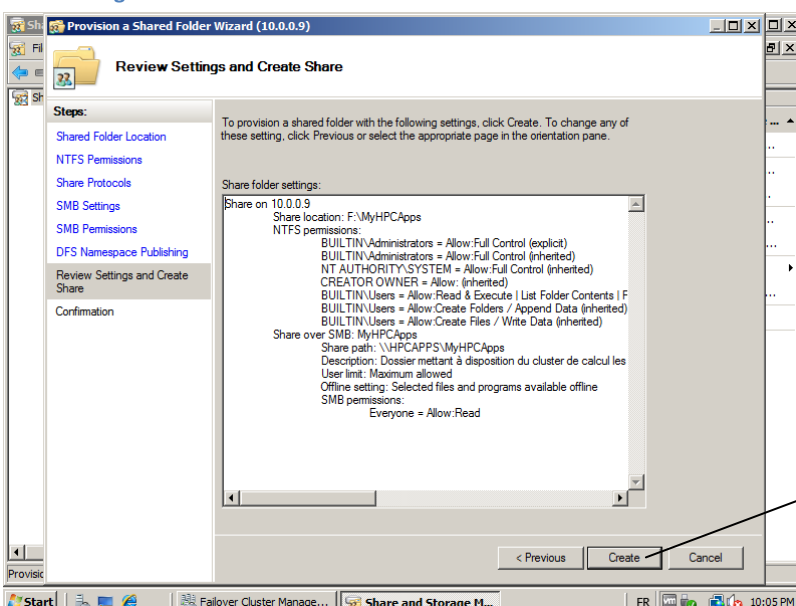 Sh
Provision a Shared Folder Wizard (10.0.0.9)
Fil
Review Settings and Create Share
Sh
Steps:
Shared Folder Location
NTFS Permissions
Share Protocols
SMB Settings
SMB Permissions
DFS Namespace Publishing
Review Settings and Create
Share
Confirmation
To provision a shared folder with the following settings, click Create. To change any of
these setting, click Previous or select the appropriate page in the orientation pane.
Share folder settings:
Share on 10.0.0.9
Share location: F:\MyHPCApps
NTFS permissions:
BUILTIN\Administrators = Allow:Full Control (explicit)
BUILTIN\Administrators = Allow:Full Control (inherited)
NT AUTHORITY\SYSTEM = Allow:Full Control (inherited)
CREATOR OWNER = Allow: (inherited)
BUILTIN\Users = Allow:Read & Execute | List Folder Contents | F
BUILTIN\Users = Allow:Create Folders / Append Data (inherited)
BUILTIN\Users = Allow:Create Files / Write Data (inherited)
Share over SMB: MyHPCApps
Share path: \\HPCAPPS\MyHPCApps
Description: Dossier mettant à disposition du cluster de calcul les
User limit: Maximum allowed
Offline setting: Selected files and programs available offline
SMB permissions:
Everyone = Allow:Read
< Previous
Create
Cancel
Provisio
Start
Failover Cluster Manage...
Share and Storage M...
FR
10:05 PM